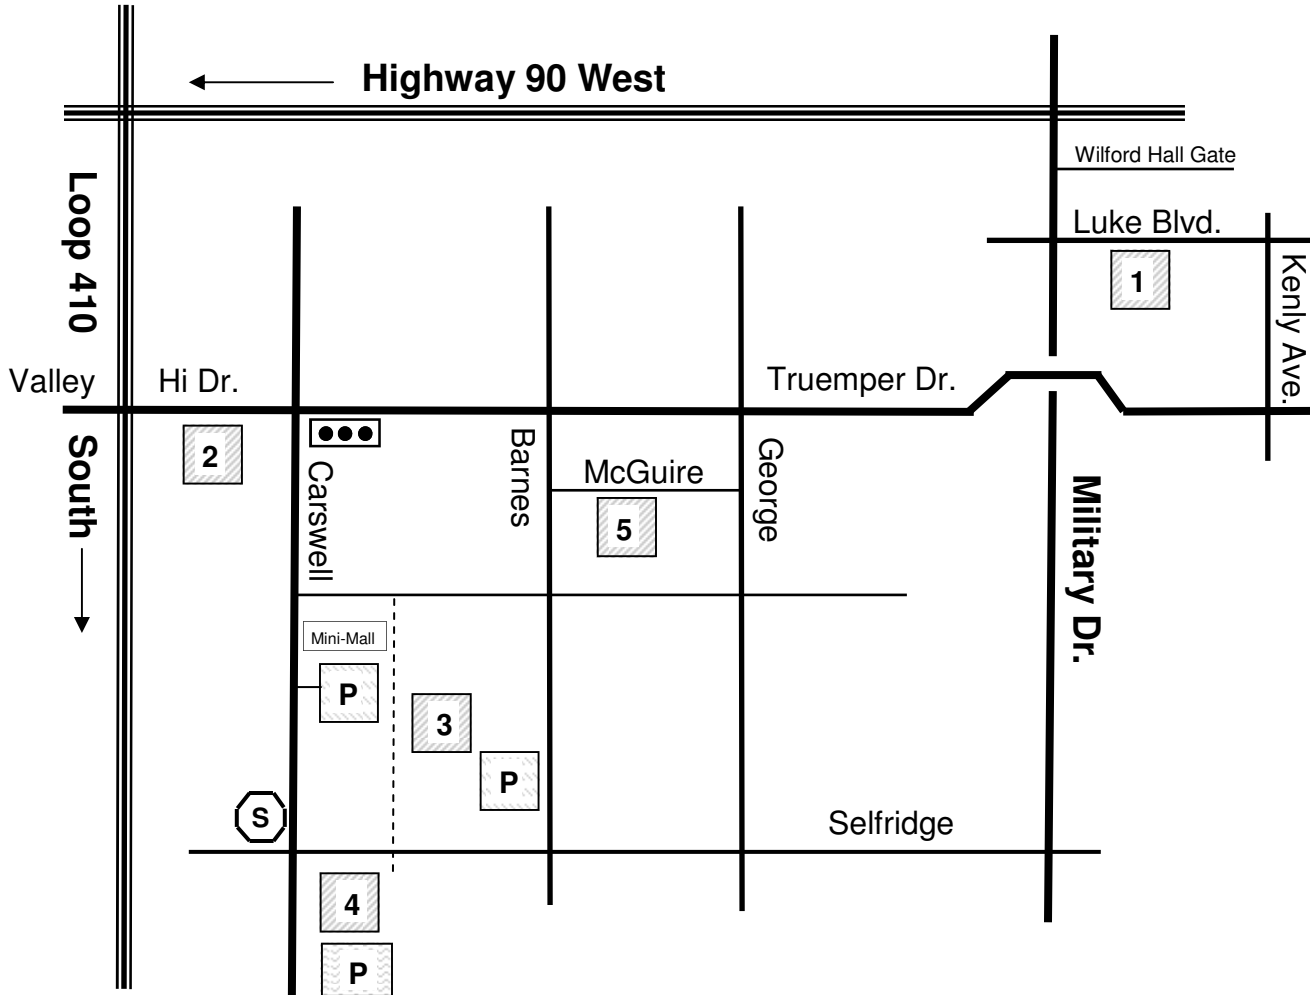 Highway 90 West
Wilford Hall Gate
Loop 410
Luke Blvd.
1
Kenly Ave.
Valley
Hi Dr.
Truemper Dr.
South
2
Carswell
Barnes
McGuire
George
5
Military Dr.
Mini-Mall
P
3
P
S
Selfridge
4
P